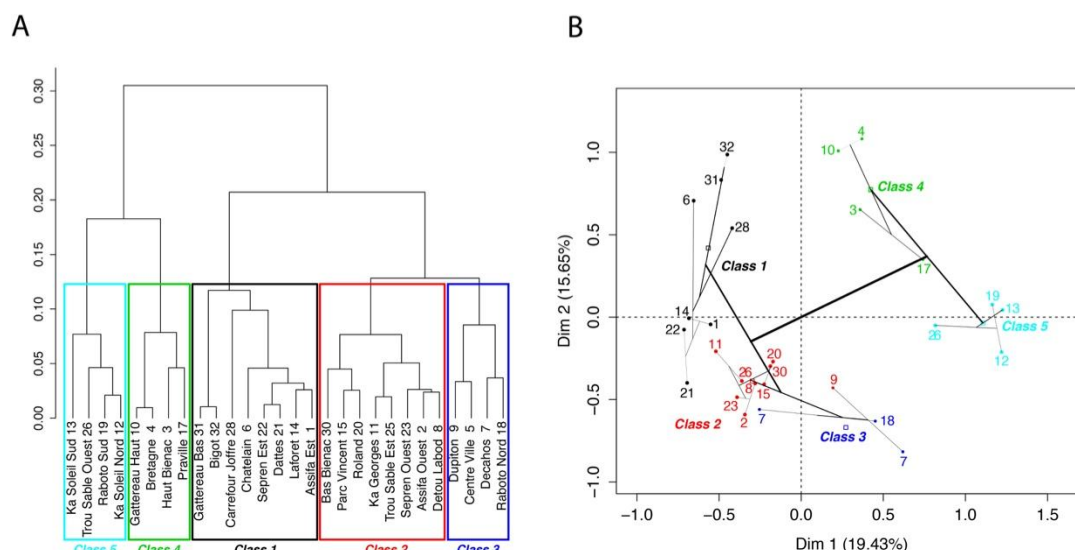 A
B
0.30
0.25
0.20
0.15
0.10
0.05
0.00
Ka Soleil Sud 13
Trou Sable Ouest 26
Raboto Sud 19
Ka Soleil Nord 12
Gattereau Haut 10
Bretagne 4
Haut Bienac 3
Praville 17
Gattereau Bas 31
Bigot 32
Carrefour Joffre 28
Chatelain 6
Sepren Est 22
Dattes 21
Laforet 14
Assifa Est 1
Bas Bienac 30
Parc Vincent 15
Roland 20
Ka Georges 11
Trou Sable Est 25
Sepren Ouest 23
Assifa Ouest 2
Detou Labod 8
Dupiton 9
Centre Ville 5
Decahos 7
Raboto Nord 18
Class 5
Class 4
Class 1
Class 2
Class 3
Dim 2 (15.65%)
1.0
0.5
0.0
−0.5
−1.0
32
31
6
28
Class 1
14
1
22
21
4
10
Class 4
3
17
19
13
26
Class 5
12
11
20
26
30
8
15
23
2
Class 2
9
7
18
Class 3
7
−1.0
−0.5
0.0
0.5
1.0
1.5
Dim 1 (19.43%)